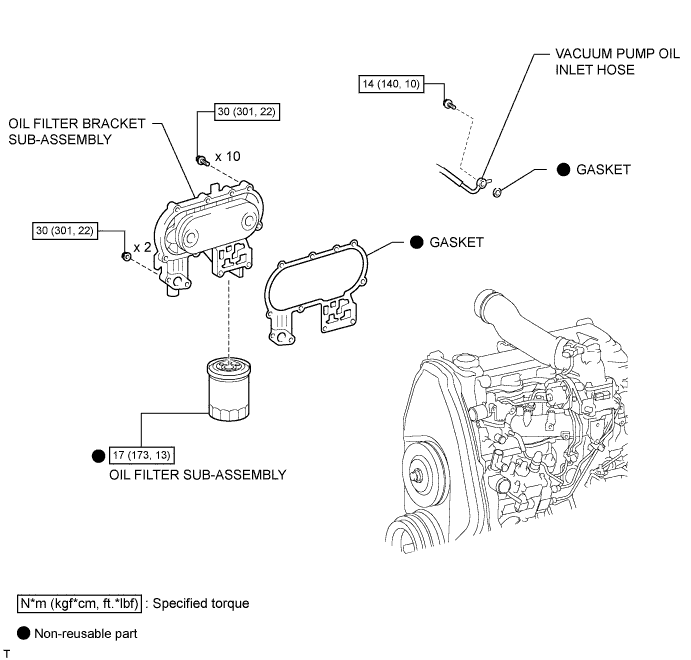 VACUUM PUMP OIL
INLET HOSE
14 (140, 10)
30 (301, 22)
OIL FILTER BRACKET
SUB-ASSEMBLY
x 10
GASKET
30 (301, 22)
x 2
GASKET
17 (173, 13)
OIL FILTER SUB-ASSEMBLY
N*m (kgf*cm, ft.*lbf) : Specified torque
Non-reusable part
T